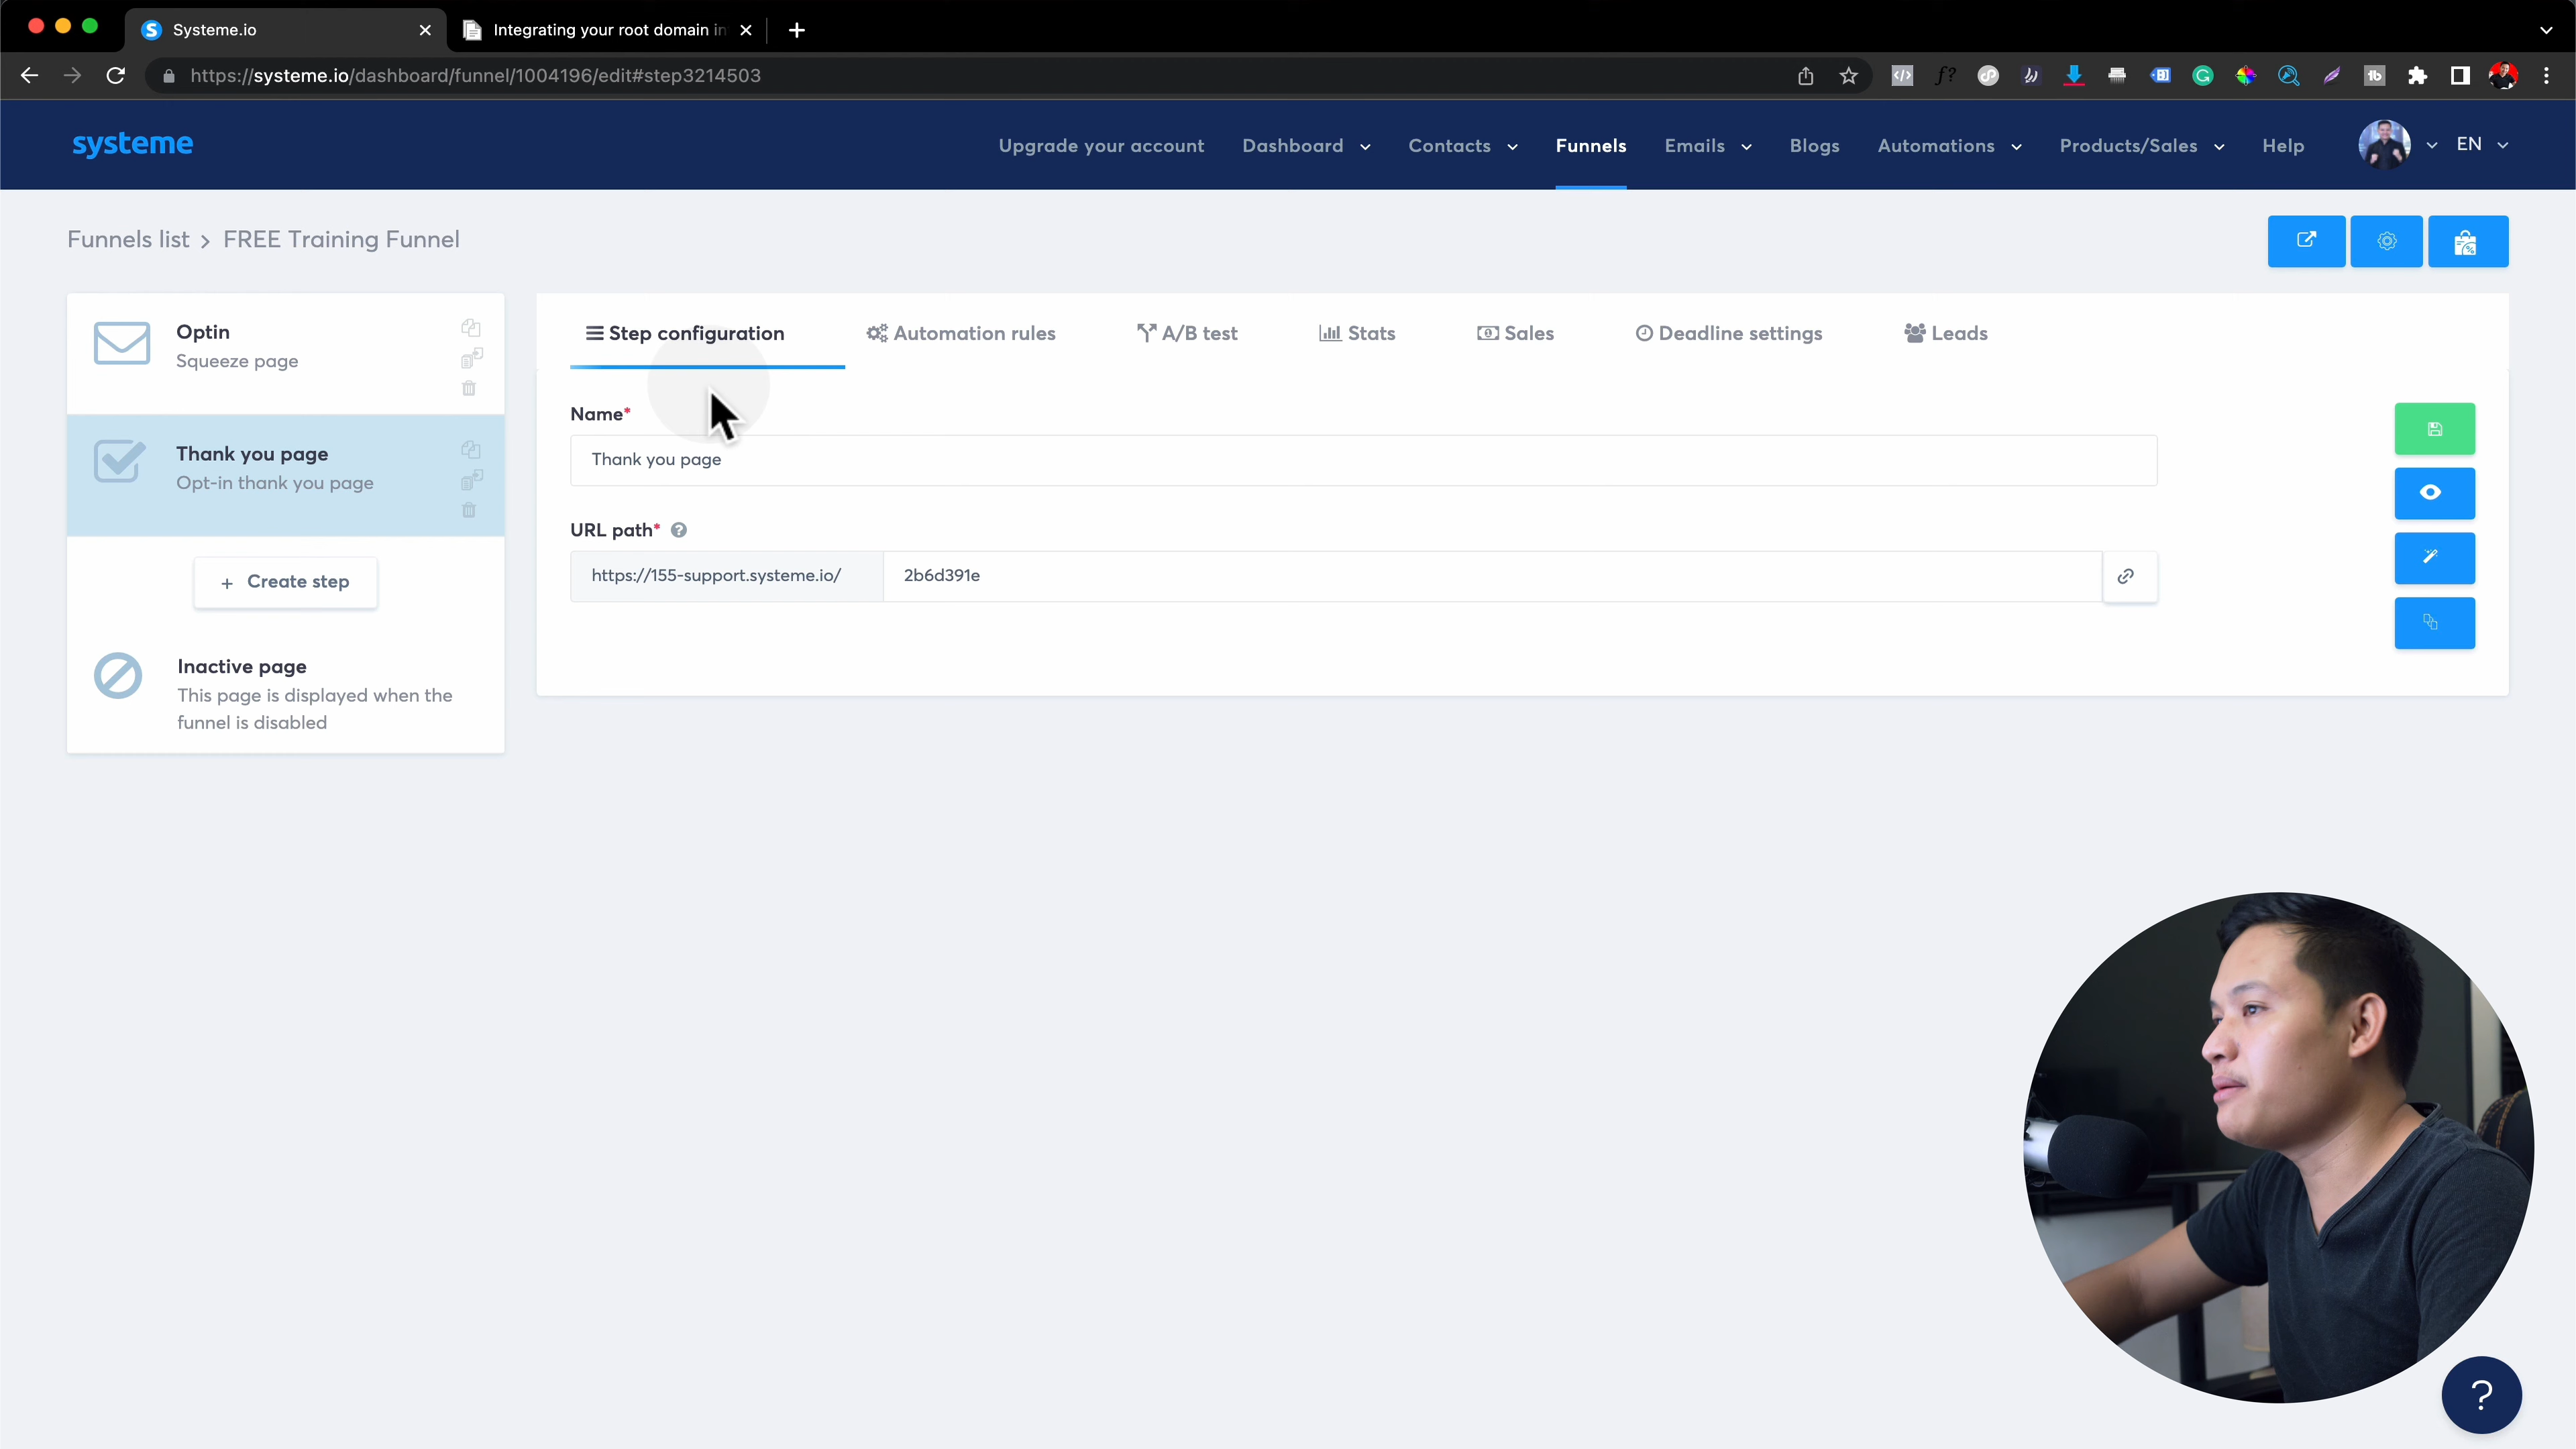 Systeme.io
Integrating your root domain in
https://systeme.io/dashboard/funnel/1004196/edit#step3214503
systeme
Upgrade your account
Dashboard
Contacts
Funnels
Emails
Blogs
Automations
Products/Sales
Help
EN
Funnels list > FREE Training Funnel
Optin
Squeeze page
Thank you page
Opt-in thank you page
+ Create step
Inactive page
This page is displayed when the
funnel is disabled
Step configuration
Automation rules
A/B test
Stats
Sales
Deadline settings
Leads
Name*
Thank you page
URL path* ?
https://155-support.systeme.io/
2b6d391e
?